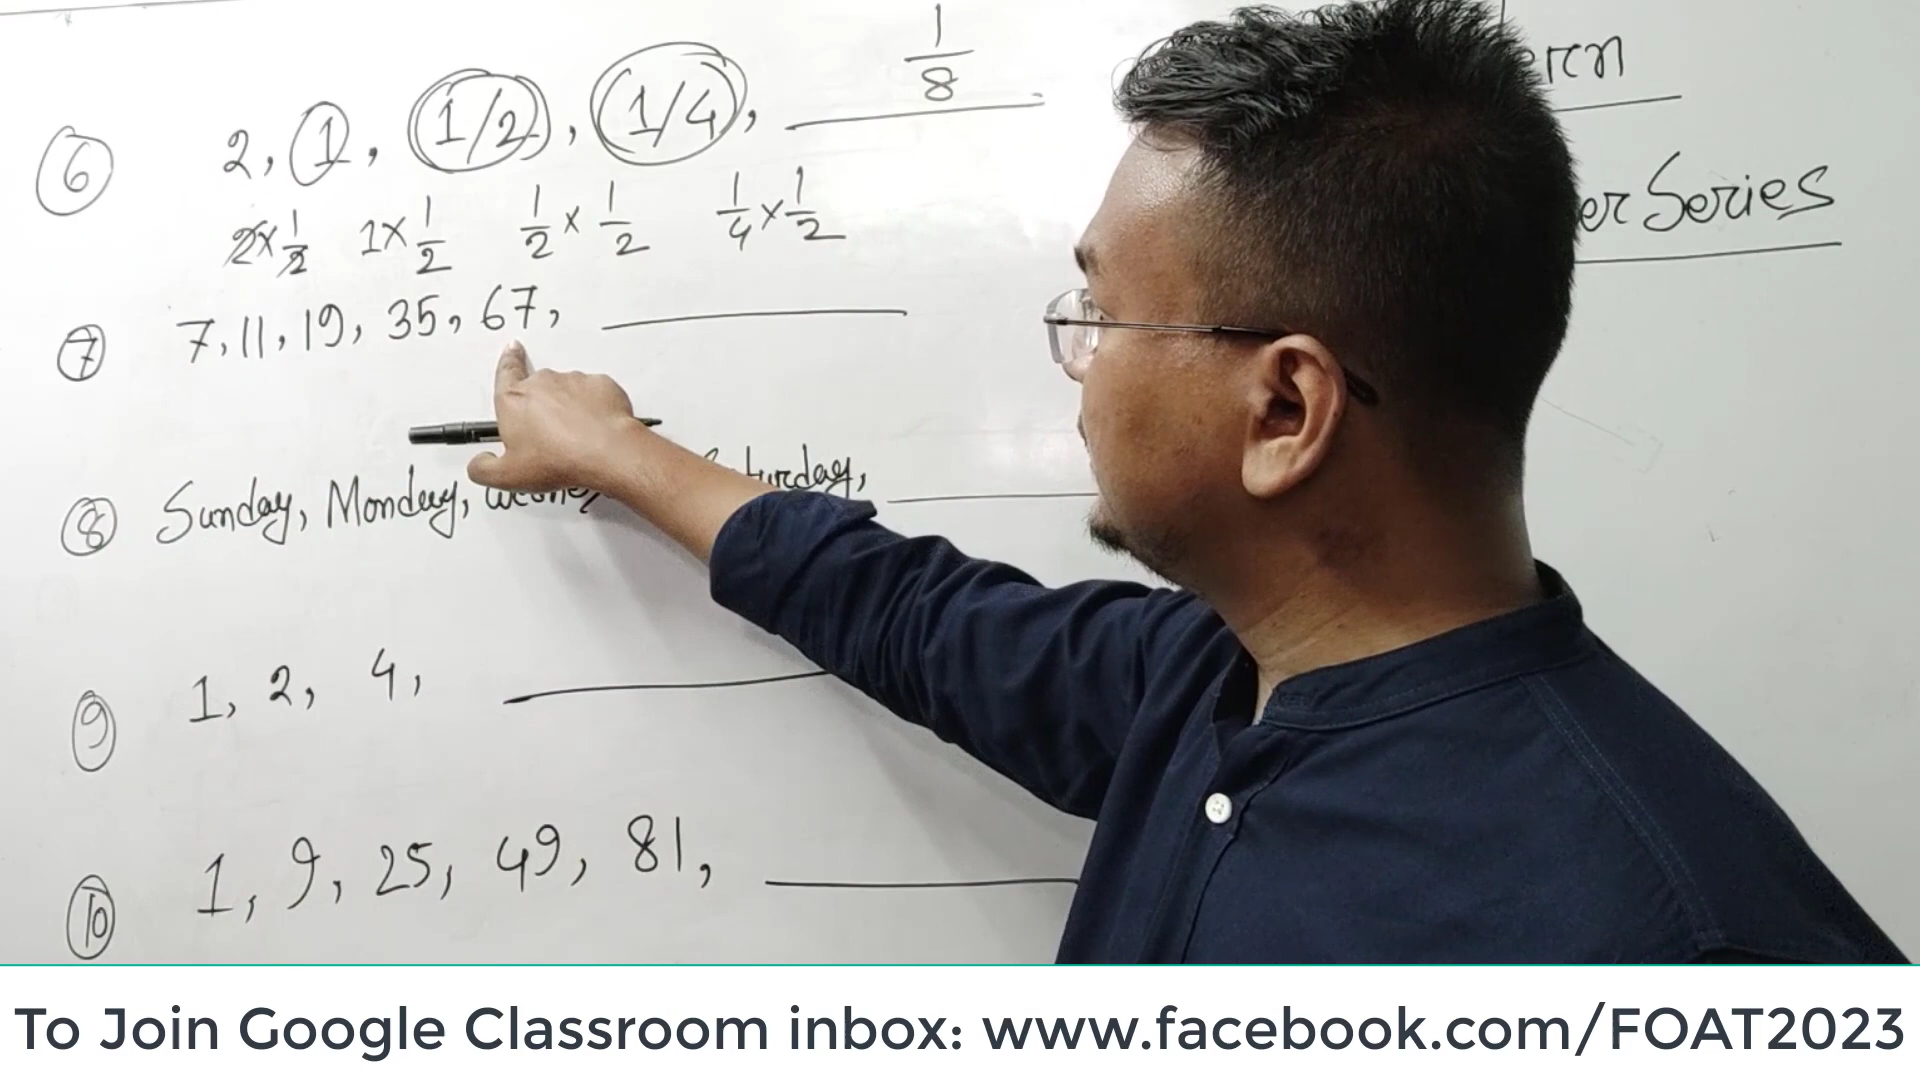 1/8
6 2, 1, 1/2, 1/4,
2×1/2 1×1/2 1/2×1/2 1/4×1/2
er Series
7 7, 11, 19, 35, 67,
8 Sunday, Monday,
9 1, 2, 4,
10 1, 9, 25, 49, 81,
To Join Google Classroom inbox: www.facebook.com/FOAT2023